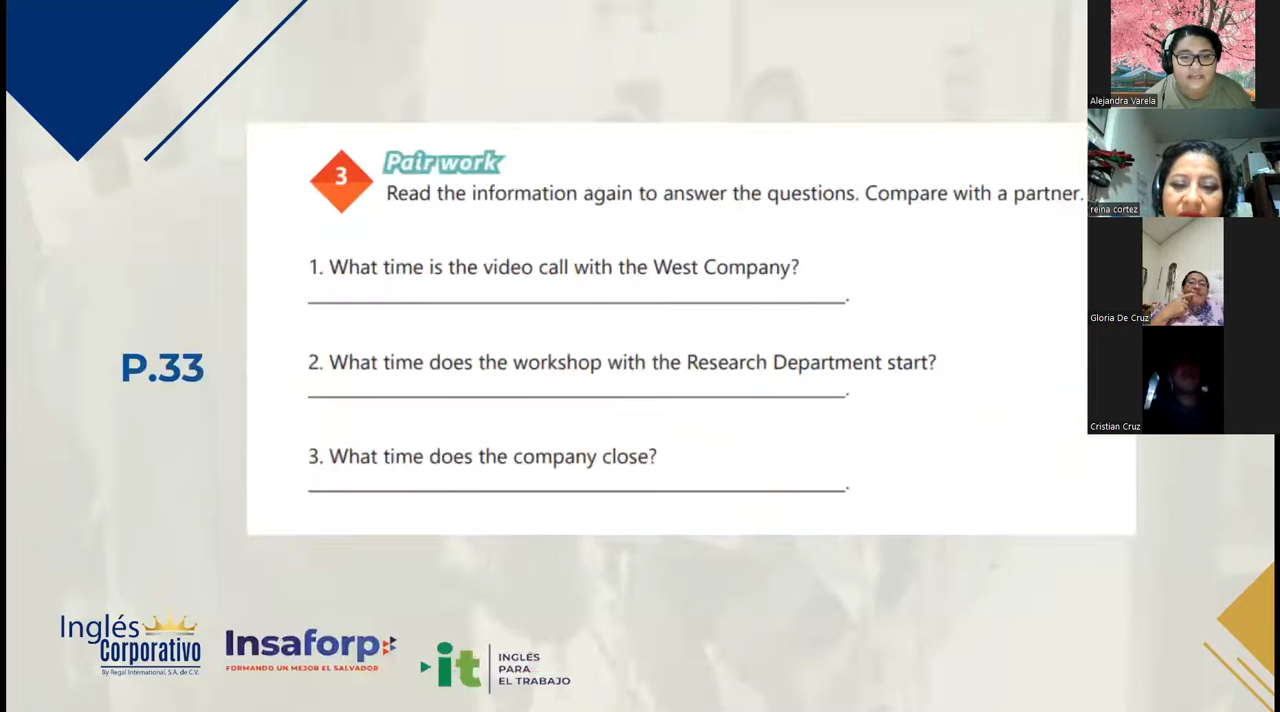 3
Pair work
Read the information again to answer the questions. Compare with a partner.
1. What time is the video call with the West Company?
.
2. What time does the workshop with the Research Department start?
.
3. What time does the company close?
.
P.33
Inglés
Corporativo
By Regal International, S.A. de C.V.
Insaforp
FORMANDO UN MEJOR EL SALVADOR
it
INGLÉS
PARA
EL TRABAJO
Alejandra Varela
reina cortez
Gloria De Cruz
Cristian Cruz